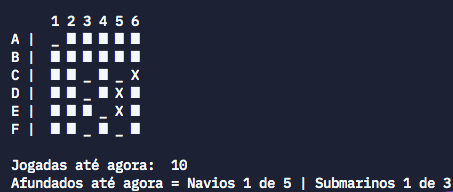 1 2 3 4 5 6
A | _ ■ ■ ■ ■ ■
B | ■ ■ ■ ■ ■ ■
C | ■ ■ _ ■ _ X
D | ■ ■ _ ■ X ■
E | ■ ■ ■ _ X ■
F | ■ ■ _ ■ _ ■
Jogadas até agora: 10
Afundados até agora = Navios 1 de 5 | Submarinos 1 de 3